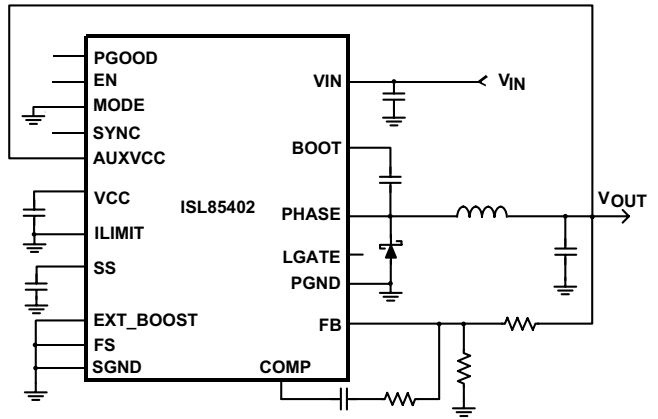 PGOOD
EN
MODE
SYNC
AUXVCC
VCC
ILIMIT
SS
EXT_BOOST
FS
SGND
ISL85402
COMP
VIN
BOOT
PHASE
LGATE
PGND
FB
VIN
VOUT